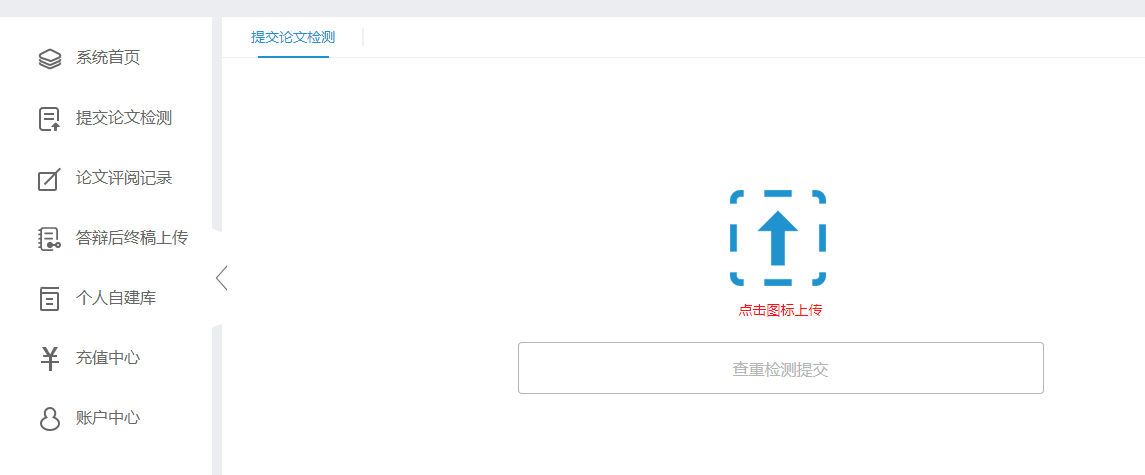 系统首页
提交论文检测
论文评阅记录
答辩后终稿上传
个人自建库
充值中心
账户中心
提交论文检测
点击图标上传
查重检测提交